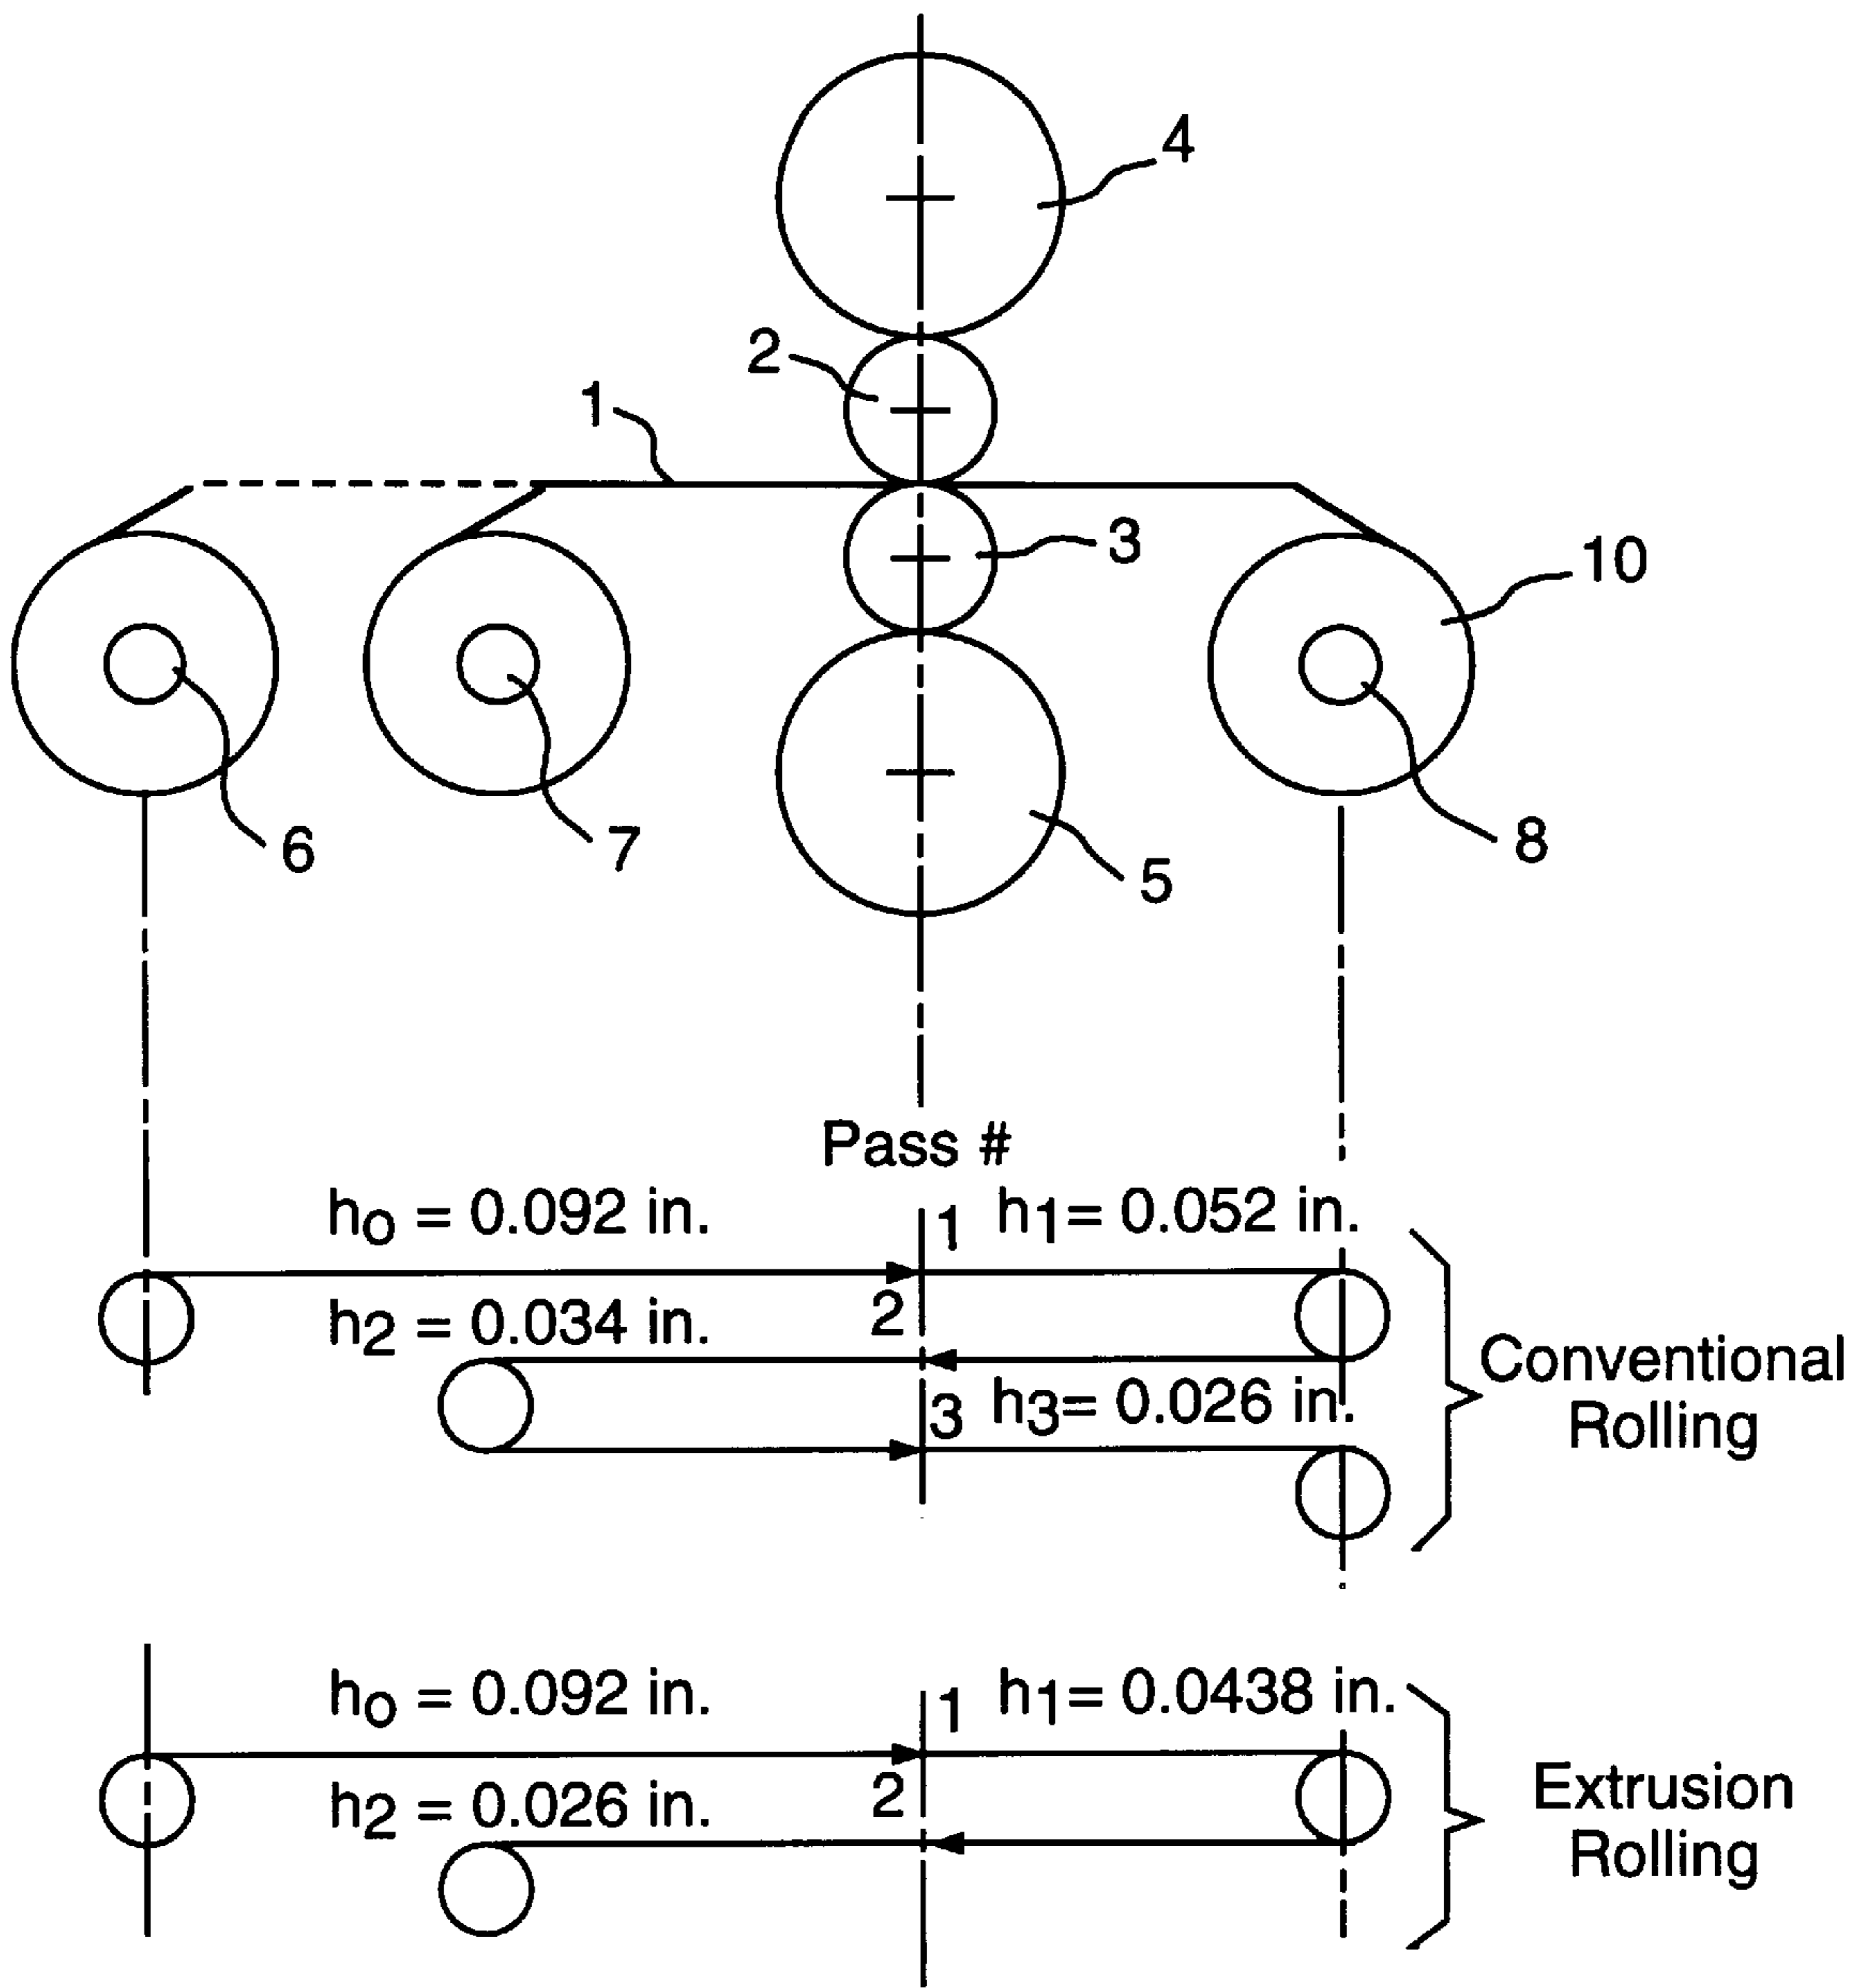 4
2
1
3
10
6
7
8
5
Pass #
h₀ = 0.092 in.
1
h₁= 0.052 in.
h₂ = 0.034 in.
2
Conventional
Rolling
3
h₃= 0.026 in.
h₀ = 0.092 in.
1
h₁= 0.0438 in.
h₂ = 0.026 in.
2
Extrusion
Rolling